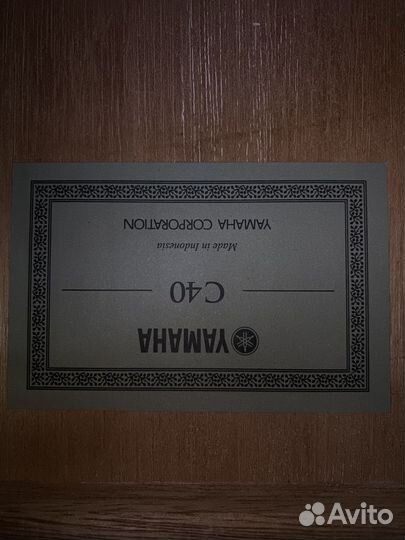 YAMAHA
C40
Made in Indonesia
YAMAHA CORPORATION
Avito